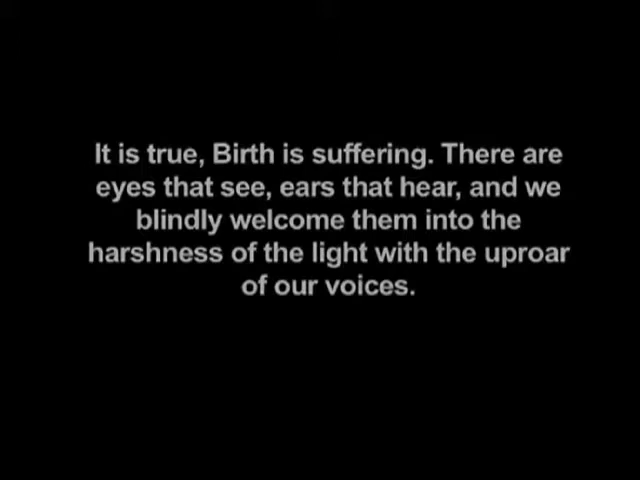 It is true, Birth is suffering. There are
eyes that see, ears that hear, and we
blindly welcome them into the
harshness of the light with the uproar
of our voices.